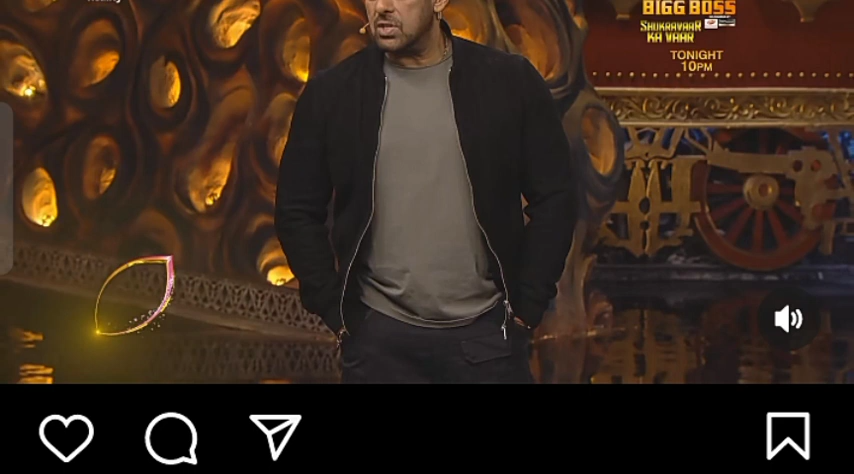 BIGG BOSS
SHUKRAVAAR
KA VAAR
TONIGHT
10PM